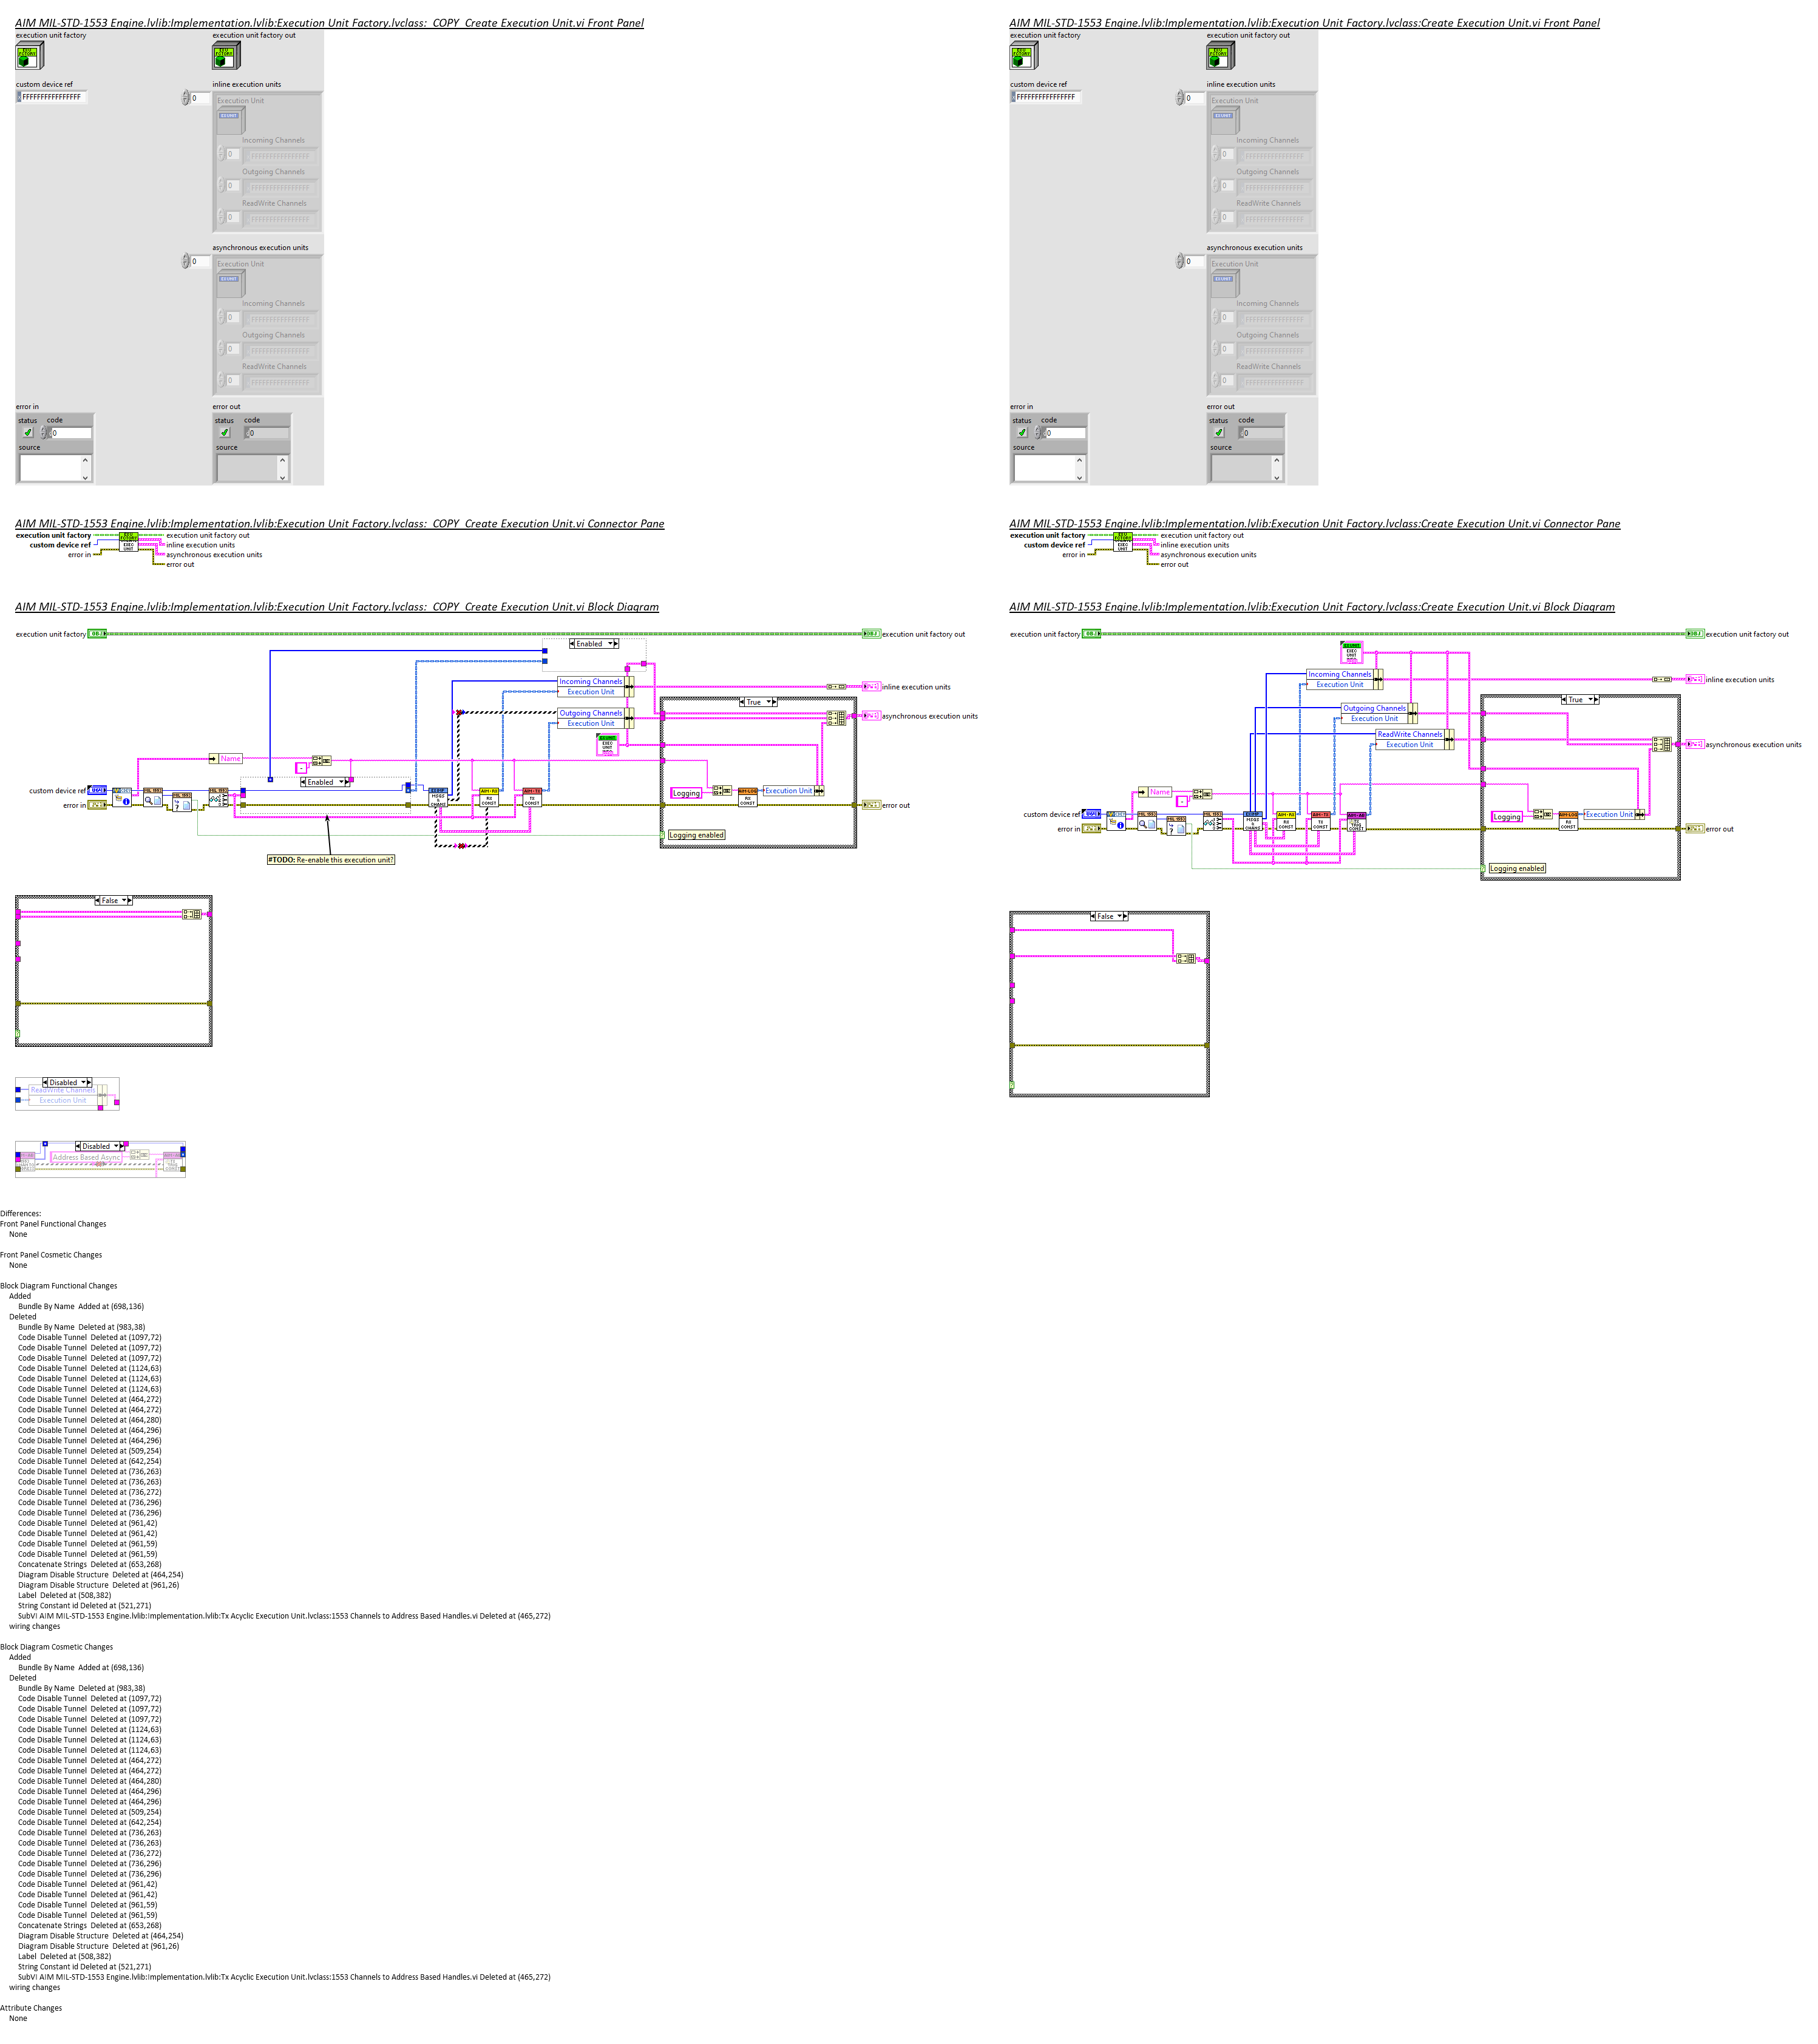 AIM MIL-STD-1553 Engine.lvlib:Implementation.lvlib:Execution Unit Factory.lvclass:_COPY_Create Execution Unit.vi Front Panel
execution unit factory
execution unit factory out
custom device ref
FFFFFFFFFFFFFFFF
inline execution units
0
Execution Unit
Incoming Channels
0
FFFFFFFFFFFFFFFF
Outgoing Channels
0
FFFFFFFFFFFFFFFF
ReadWrite Channels
0
FFFFFFFFFFFFFFFF
asynchronous execution units
0
Execution Unit
Incoming Channels
0
FFFFFFFFFFFFFFFF
Outgoing Channels
0
FFFFFFFFFFFFFFFF
ReadWrite Channels
0
FFFFFFFFFFFFFFFF
error in
status code
0
source
error out
status code
0
source
AIM MIL-STD-1553 Engine.lvlib:Implementation.lvlib:Execution Unit Factory.lvclass:_COPY_Create Execution Unit.vi Connector Pane
execution unit factory
custom device ref
error in
execution unit factory out
inline execution units
asynchronous execution units
error out
AIM MIL-STD-1553 Engine.lvlib:Implementation.lvlib:Execution Unit Factory.lvclass:_COPY_Create Execution Unit.vi Block Diagram
execution unit factory
execution unit factory out
Enabled
Incoming Channels
Execution Unit
inline execution units
True
Outgoing Channels
Execution Unit
asynchronous execution units
Name
Enabled
custom device ref
Logging
Execution Unit
error in
error out
Logging enabled
#TODO: Re-enable this execution unit?
False
Disabled
ReadWrite Channels
Execution Unit
Disabled
Address Based Async
AIM MIL-STD-1553 Engine.lvlib:Implementation.lvlib:Execution Unit Factory.lvclass:Create Execution Unit.vi Front Panel
execution unit factory
execution unit factory out
custom device ref
FFFFFFFFFFFFFFFF
inline execution units
0
Execution Unit
Incoming Channels
0
FFFFFFFFFFFFFFFF
Outgoing Channels
0
FFFFFFFFFFFFFFFF
ReadWrite Channels
0
FFFFFFFFFFFFFFFF
asynchronous execution units
0
Execution Unit
Incoming Channels
0
FFFFFFFFFFFFFFFF
Outgoing Channels
0
FFFFFFFFFFFFFFFF
ReadWrite Channels
0
FFFFFFFFFFFFFFFF
error in
status code
0
source
error out
status code
0
source
AIM MIL-STD-1553 Engine.lvlib:Implementation.lvlib:Execution Unit Factory.lvclass:Create Execution Unit.vi Connector Pane
execution unit factory
custom device ref
error in
execution unit factory out
inline execution units
asynchronous execution units
error out
AIM MIL-STD-1553 Engine.lvlib:Implementation.lvlib:Execution Unit Factory.lvclass:Create Execution Unit.vi Block Diagram
execution unit factory
execution unit factory out
Incoming Channels
Execution Unit
inline execution units
True
Outgoing Channels
Execution Unit
ReadWrite Channels
Execution Unit
asynchronous execution units
Name
custom device ref
Logging
Execution Unit
error in
error out
Logging enabled
False
Differences:
Front Panel Functional Changes
None
Front Panel Cosmetic Changes
None
Block Diagram Functional Changes
Added
Bundle By Name Added at (698,136)
Deleted
Bundle By Name Deleted at (983,38)
Code Disable Tunnel Deleted at (1097,72)
Code Disable Tunnel Deleted at (1097,72)
Code Disable Tunnel Deleted at (1097,72)
Code Disable Tunnel Deleted at (1124,63)
Code Disable Tunnel Deleted at (1124,63)
Code Disable Tunnel Deleted at (1124,63)
Code Disable Tunnel Deleted at (464,272)
Code Disable Tunnel Deleted at (464,272)
Code Disable Tunnel Deleted at (464,280)
Code Disable Tunnel Deleted at (464,296)
Code Disable Tunnel Deleted at (464,296)
Code Disable Tunnel Deleted at (509,254)
Code Disable Tunnel Deleted at (642,254)
Code Disable Tunnel Deleted at (736,263)
Code Disable Tunnel Deleted at (736,263)
Code Disable Tunnel Deleted at (736,272)
Code Disable Tunnel Deleted at (736,296)
Code Disable Tunnel Deleted at (736,296)
Code Disable Tunnel Deleted at (961,42)
Code Disable Tunnel Deleted at (961,42)
Code Disable Tunnel Deleted at (961,59)
Code Disable Tunnel Deleted at (961,59)
Concatenate Strings Deleted at (653,268)
Diagram Disable Structure Deleted at (464,254)
Diagram Disable Structure Deleted at (961,26)
Label Deleted at (508,382)
String Constant id Deleted at (521,271)
SubVI AIM MIL-STD-1553 Engine.lvlib:Implementation.lvlib:Tx Acyclic Execution Unit.lvclass:1553 Channels to Address Based Handles.vi Deleted at (465,272)
wiring changes
Block Diagram Cosmetic Changes
Added
Bundle By Name Added at (698,136)
Deleted
Bundle By Name Deleted at (983,38)
Code Disable Tunnel Deleted at (1097,72)
Code Disable Tunnel Deleted at (1097,72)
Code Disable Tunnel Deleted at (1097,72)
Code Disable Tunnel Deleted at (1124,63)
Code Disable Tunnel Deleted at (1124,63)
Code Disable Tunnel Deleted at (1124,63)
Code Disable Tunnel Deleted at (464,272)
Code Disable Tunnel Deleted at (464,272)
Code Disable Tunnel Deleted at (464,280)
Code Disable Tunnel Deleted at (464,296)
Code Disable Tunnel Deleted at (464,296)
Code Disable Tunnel Deleted at (509,254)
Code Disable Tunnel Deleted at (642,254)
Code Disable Tunnel Deleted at (736,263)
Code Disable Tunnel Deleted at (736,263)
Code Disable Tunnel Deleted at (736,272)
Code Disable Tunnel Deleted at (736,296)
Code Disable Tunnel Deleted at (736,296)
Code Disable Tunnel Deleted at (961,42)
Code Disable Tunnel Deleted at (961,42)
Code Disable Tunnel Deleted at (961,59)
Code Disable Tunnel Deleted at (961,59)
Concatenate Strings Deleted at (653,268)
Diagram Disable Structure Deleted at (464,254)
Diagram Disable Structure Deleted at (961,26)
Label Deleted at (508,382)
String Constant id Deleted at (521,271)
SubVI AIM MIL-STD-1553 Engine.lvlib:Implementation.lvlib:Tx Acyclic Execution Unit.lvclass:1553 Channels to Address Based Handles.vi Deleted at (465,272)
wiring changes
Attribute Changes
None